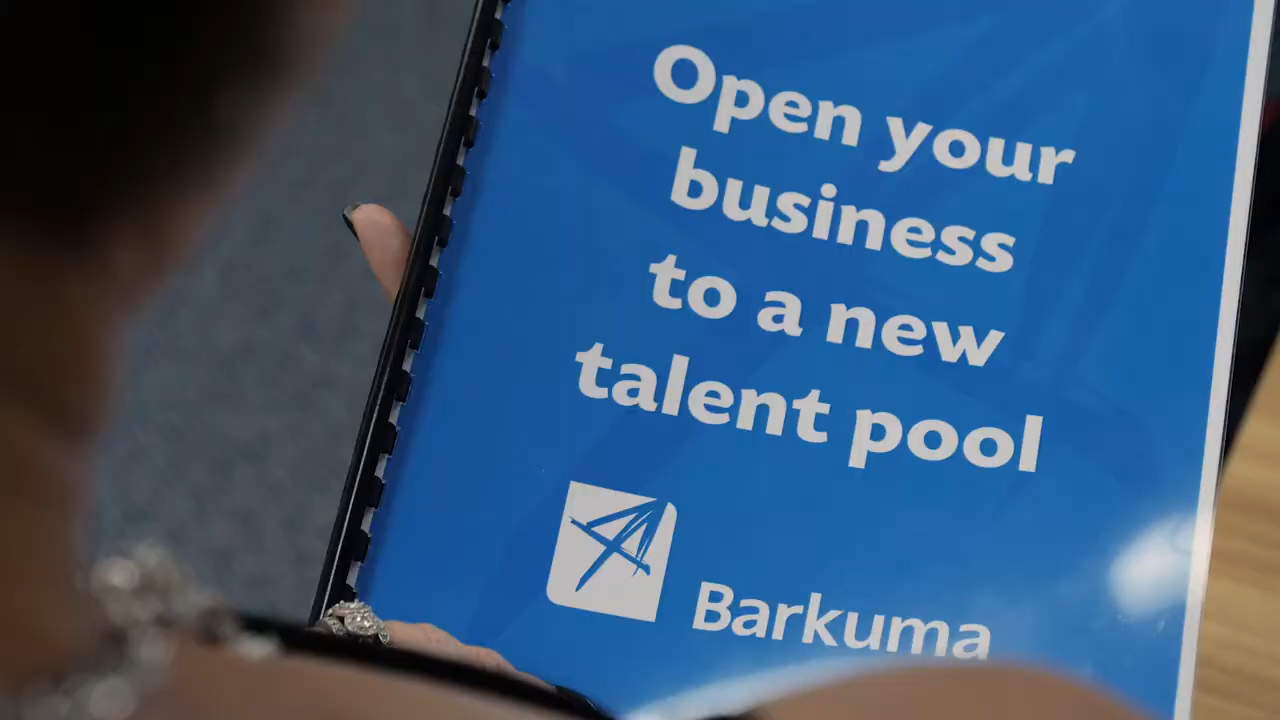 Open your
business
to a new
talent pool
Barkuma